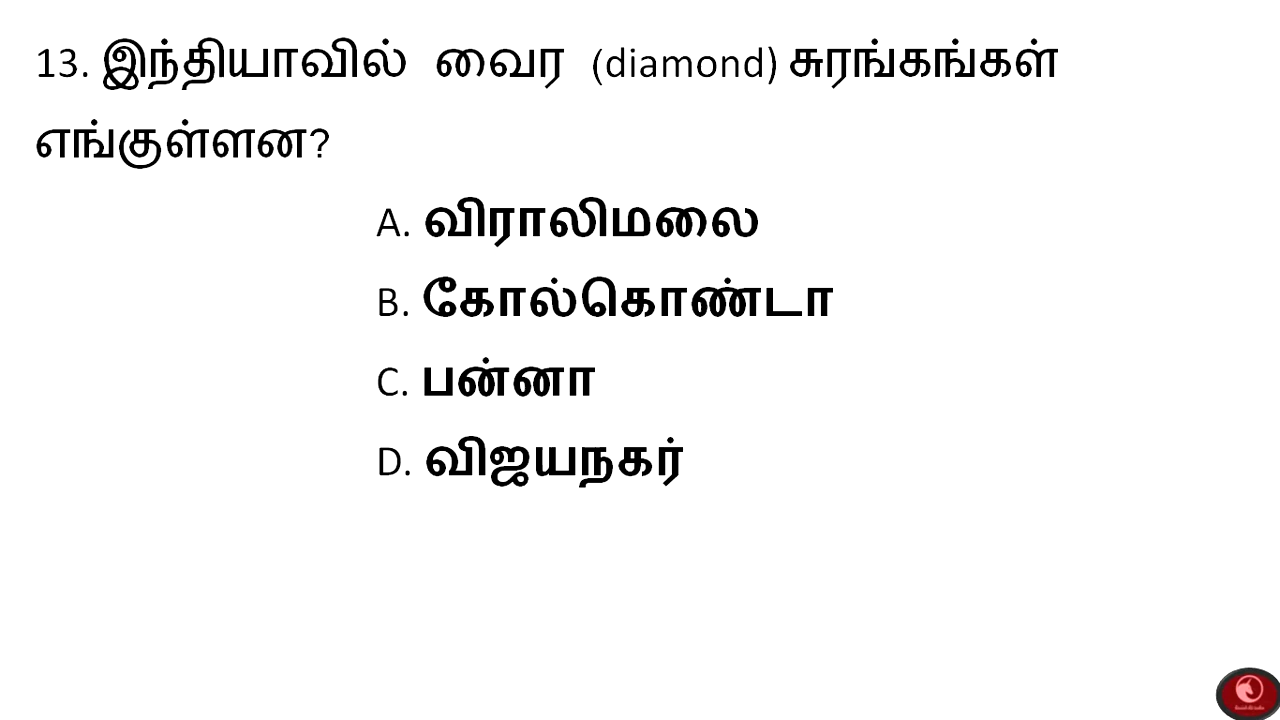 13. இந்தியாவில் வைர (diamond) சுரங்கங்கள்
எங்குள்ளன?
A. விராலிமலை
B. கோல்கொண்டா
C. பன்னா
D. விஜயநகர்